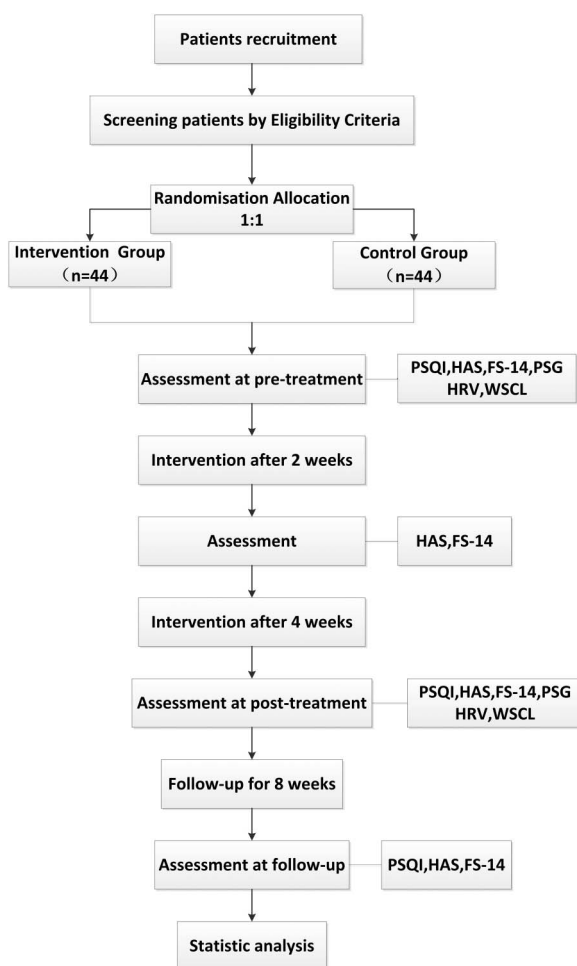 Patients recruitment
Screening patients by Eligibility Criteria
Randomisation Allocation
1:1
Intervention Group
（n=44）
Control Group
（n=44）
Assessment at pre-treatment
PSQI,HAS,FS-14,PSG
HRV,WSCL
Intervention after 2 weeks
Assessment
HAS,FS-14
Intervention after 4 weeks
Assessment at post-treatment
PSQI,HAS,FS-14,PSG
HRV,WSCL
Follow-up for 8 weeks
Assessment at follow-up
PSQI,HAS,FS-14
Statistic analysis